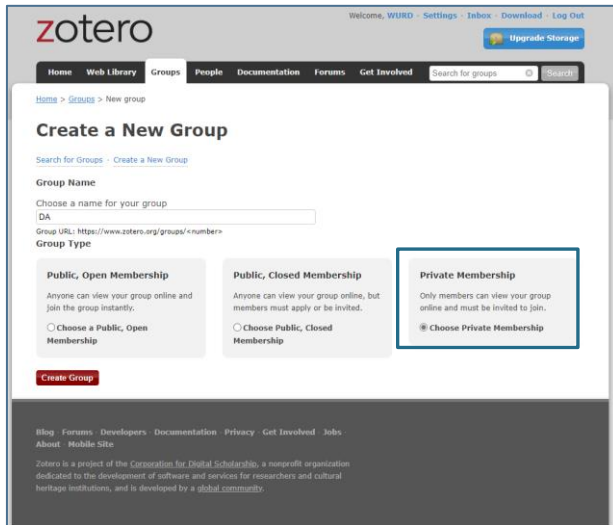 zotero
Welcome, WURD · Settings · Inbox · Download · Log Out
Upgrade Storage
Home Web Library Groups People Documentation Forums Get Involved Search for groups Search
Home > Groups > New group
Create a New Group
Search for Groups · Create a New Group
Group Name
Choose a name for your group
DA
Group URL: https://www.zotero.org/groups/<number>
Group Type
Public, Open Membership
Anyone can view your group online and
join the group instantly.
Choose a Public, Open
Membership
Public, Closed Membership
Anyone can view your group online, but
members must apply or be invited.
Choose Public, Closed
Membership
Private Membership
Only members can view your group
online and must be invited to join.
Choose Private Membership
Create Group
Blog · Forums · Developers · Documentation · Privacy · Get Involved · Jobs ·
About · Mobile Site
Zotero is a project of the Corporation for Digital Scholarship, a nonprofit organization
dedicated to the development of software and services for researchers and cultural
heritage institutions, and is developed by a global community.